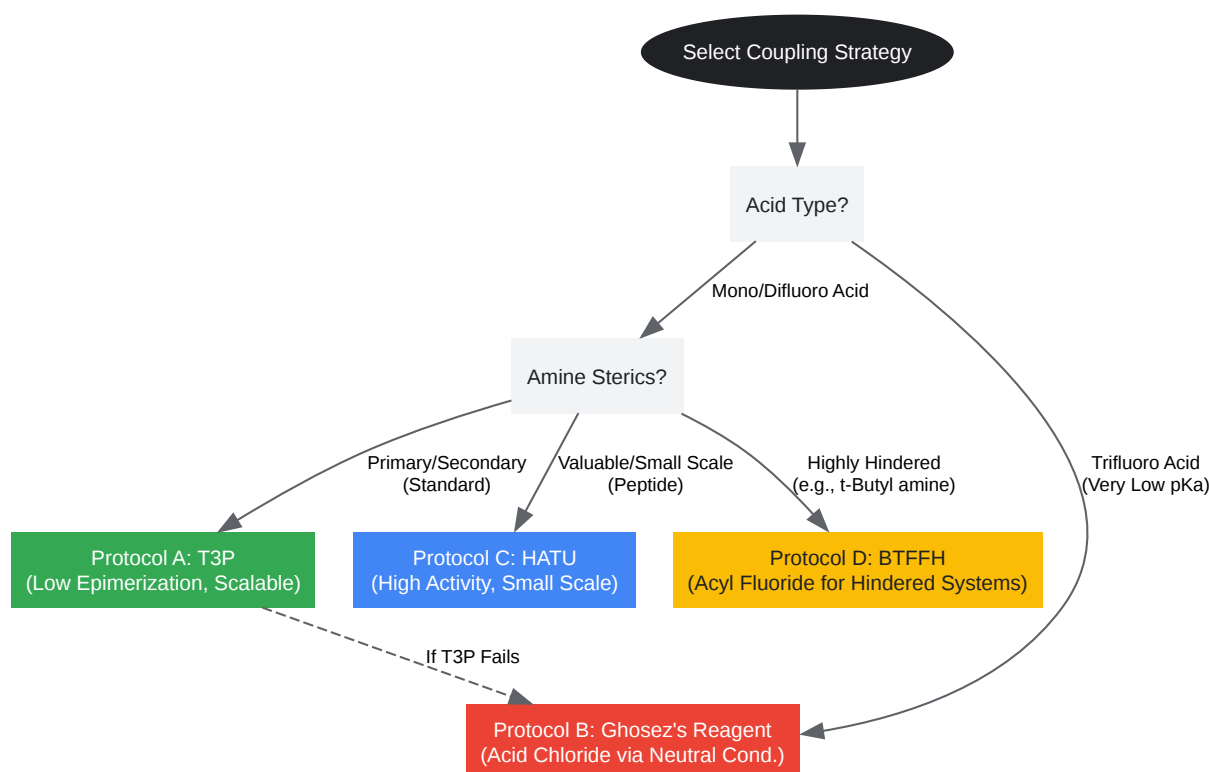 Select Coupling Strategy
Acid Type?
Mono/Difluoro Acid
Amine Sterics?
Primary/Secondary
(Standard)
Valuable/Small Scale
(Peptide)
Highly Hindered
(e.g., t-Butyl amine)
Trifluoro Acid
(Very Low pKa)
Protocol A: T3P
(Low Epimerization, Scalable)
Protocol C: HATU
(High Activity, Small Scale)
Protocol D: BTFFH
(Acyl Fluoride for Hindered Systems)
If T3P Fails
Protocol B: Ghosez's Reagent
(Acid Chloride via Neutral Cond.)